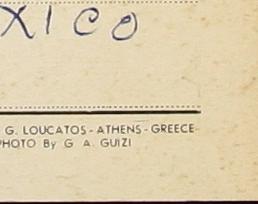 XICO
G. LOUCATOS - ATHENS - GREECE
PHOTO By G A. GUIZI